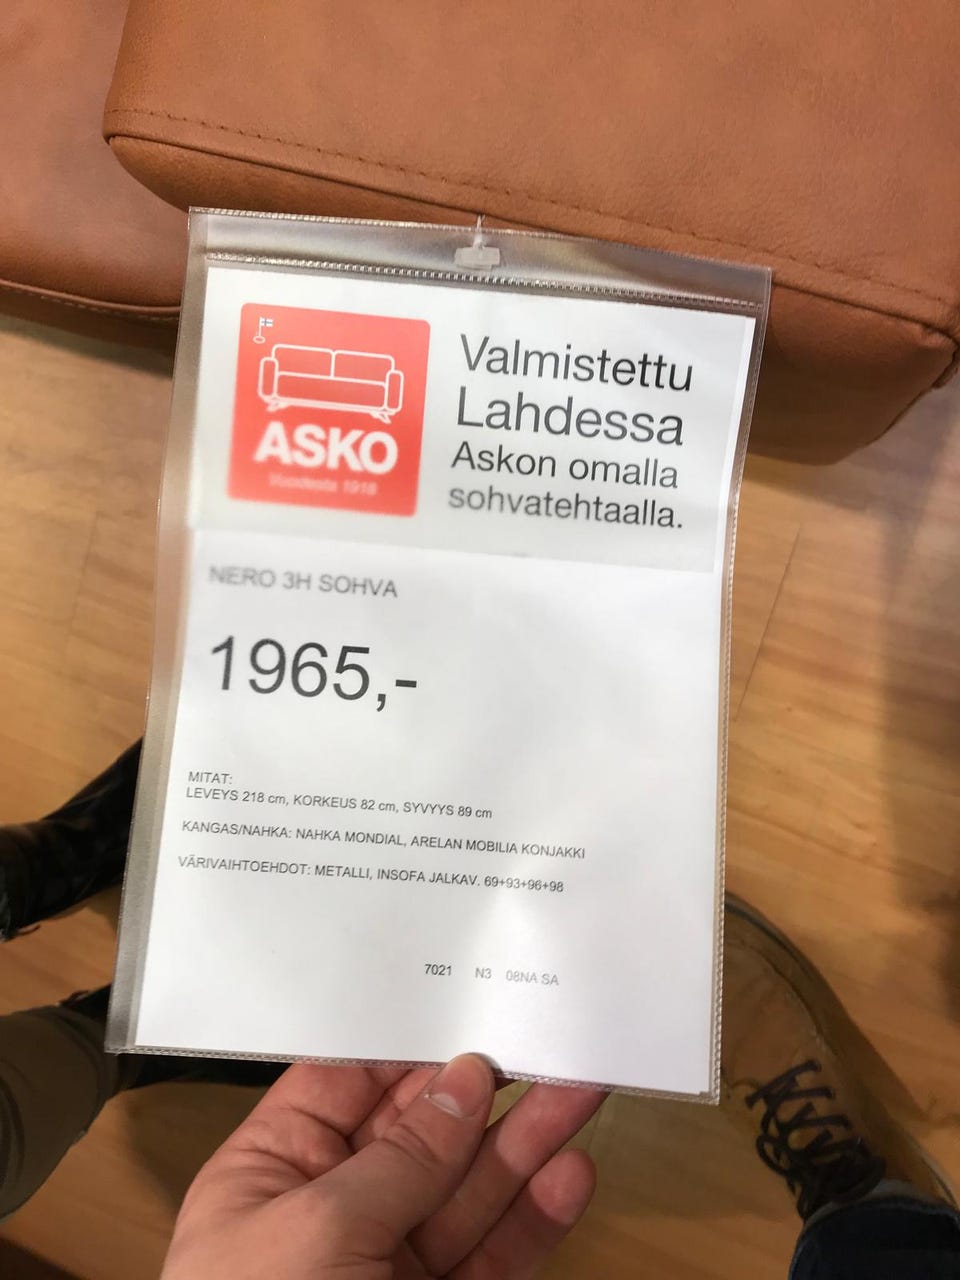 ASKO
Vuodesta 1918
Valmistettu
Lahdessa
Askon omalla
sohvatehtaalla.
NERO 3H SOHVA
1965,-
MITAT:
LEVEYS 218 cm, KORKEUS 82 cm, SYVYYS 89 cm
KANGAS/NAHKA: NAHKA MONDIAL, ARELAN MOBILIA KONJAKKI
VÄRIVAIHTOEHDOT: METALLI, INSOFA JALKAV. 69+93+96+98
7021 N3 08NA SA